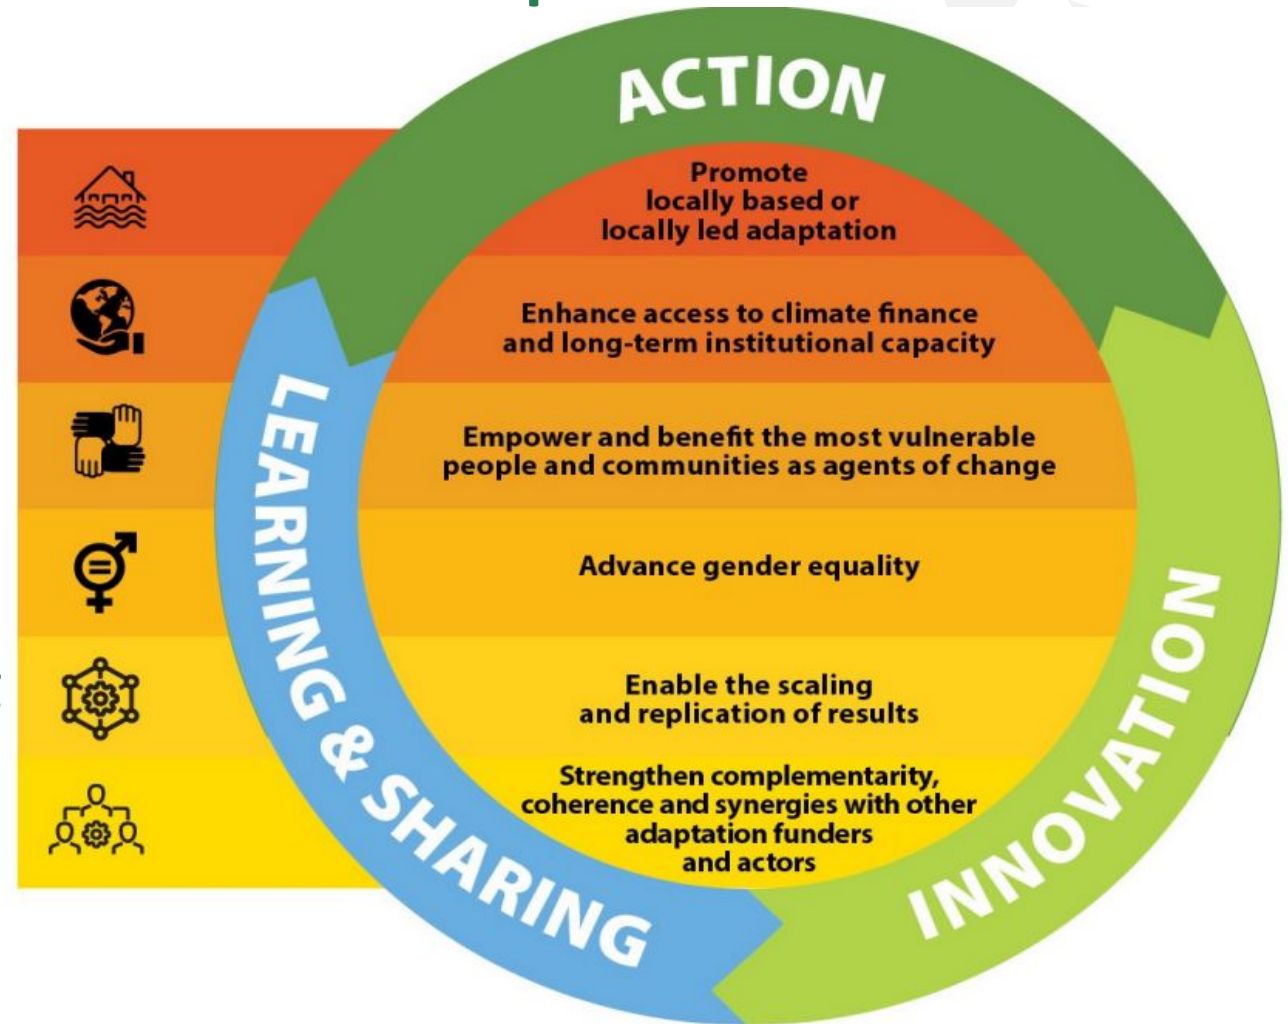 ACTION
Promote
locally based or
locally led adaptation
Enhance access to climate finance
and long-term institutional capacity
Empower and benefit the most vulnerable
people and communities as agents of change
Advance gender equality
Enable the scaling
and replication of results
Strengthen complementarity,
coherence and synergies with other
adaptation funders
and actors
LEARNING & SHARING
INNOVATION